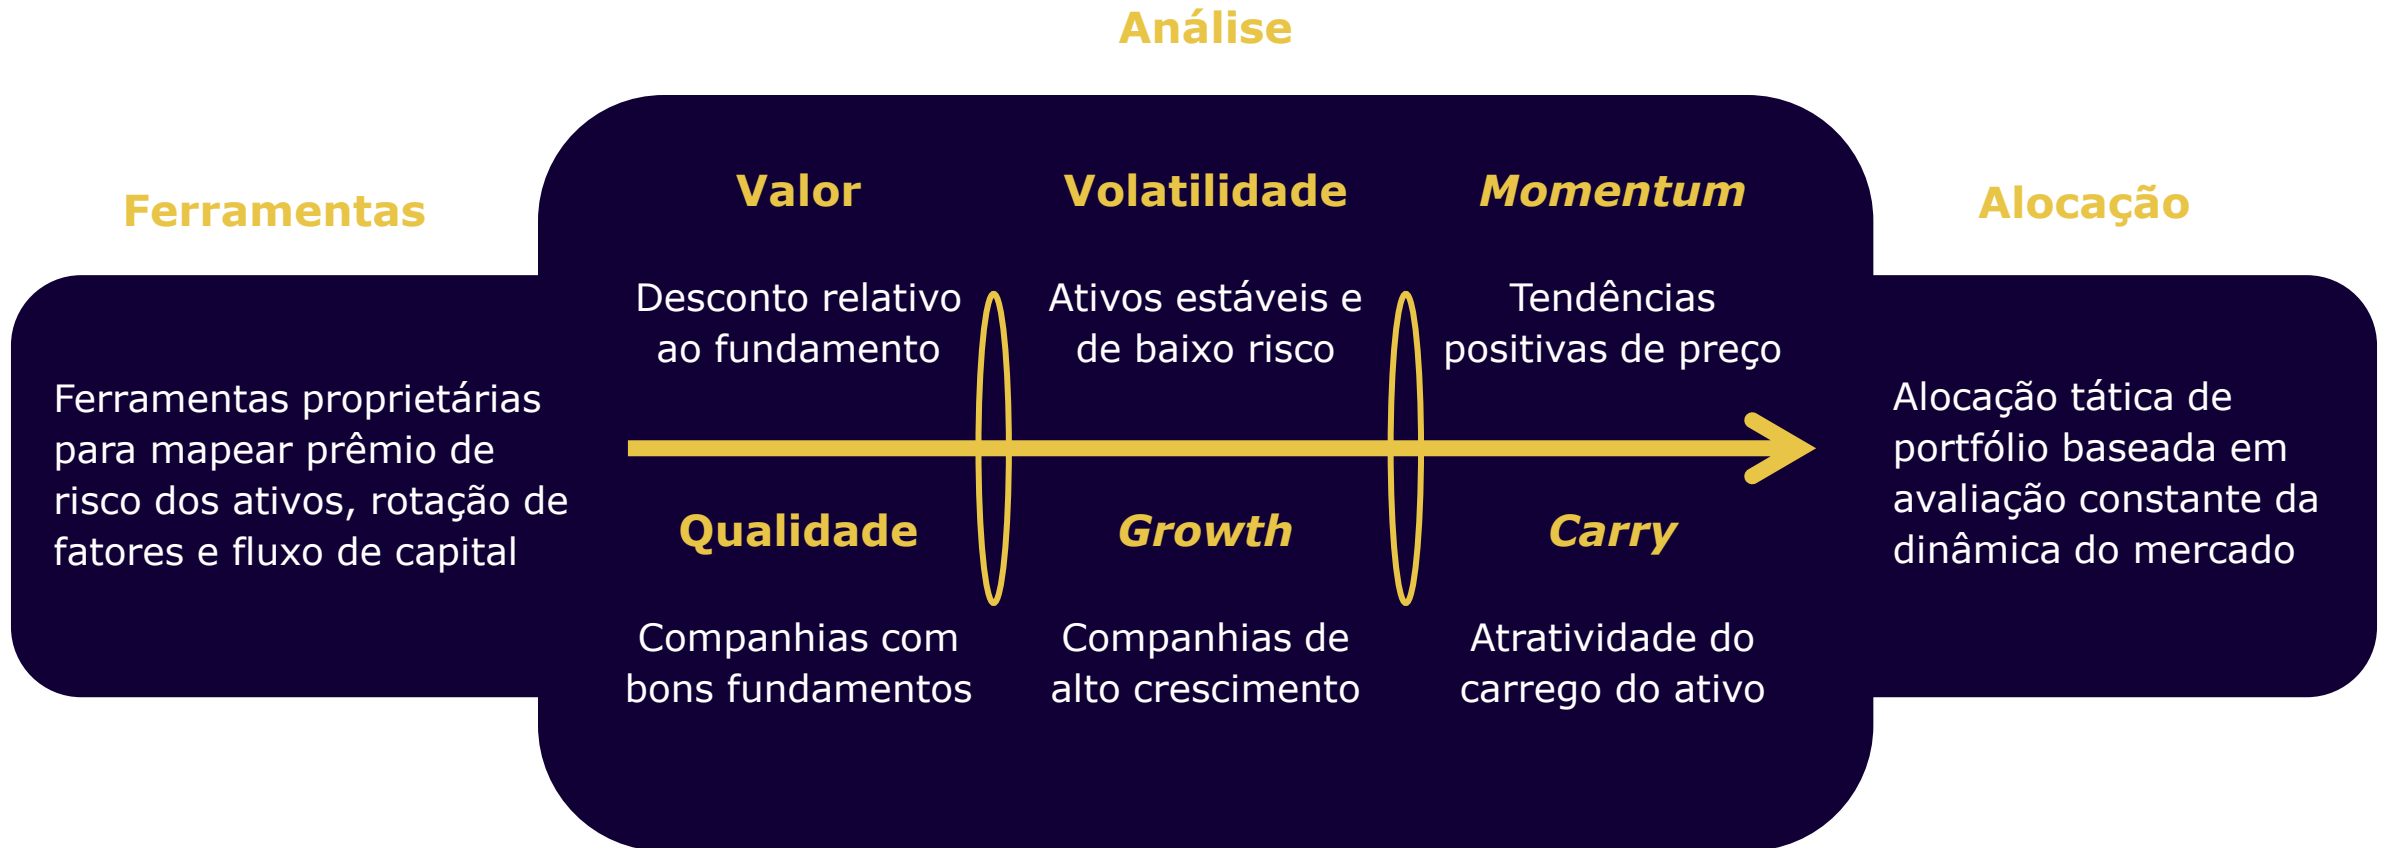 Análise
Ferramentas
Ferramentas proprietárias
para mapear prêmio de
risco dos ativos, rotação de
fatores e fluxo de capital
Valor
Desconto relativo
ao fundamento
Volatilidade
Ativos estáveis e
de baixo risco
Momentum
Tendências
positivas de preço
Qualidade
Companhias com
bons fundamentos
Growth
Companhias de
alto crescimento
Carry
Atratividade do
carrego do ativo
Alocação
Alocação tática de
portfólio baseada em
avaliação constante da
dinâmica do mercado